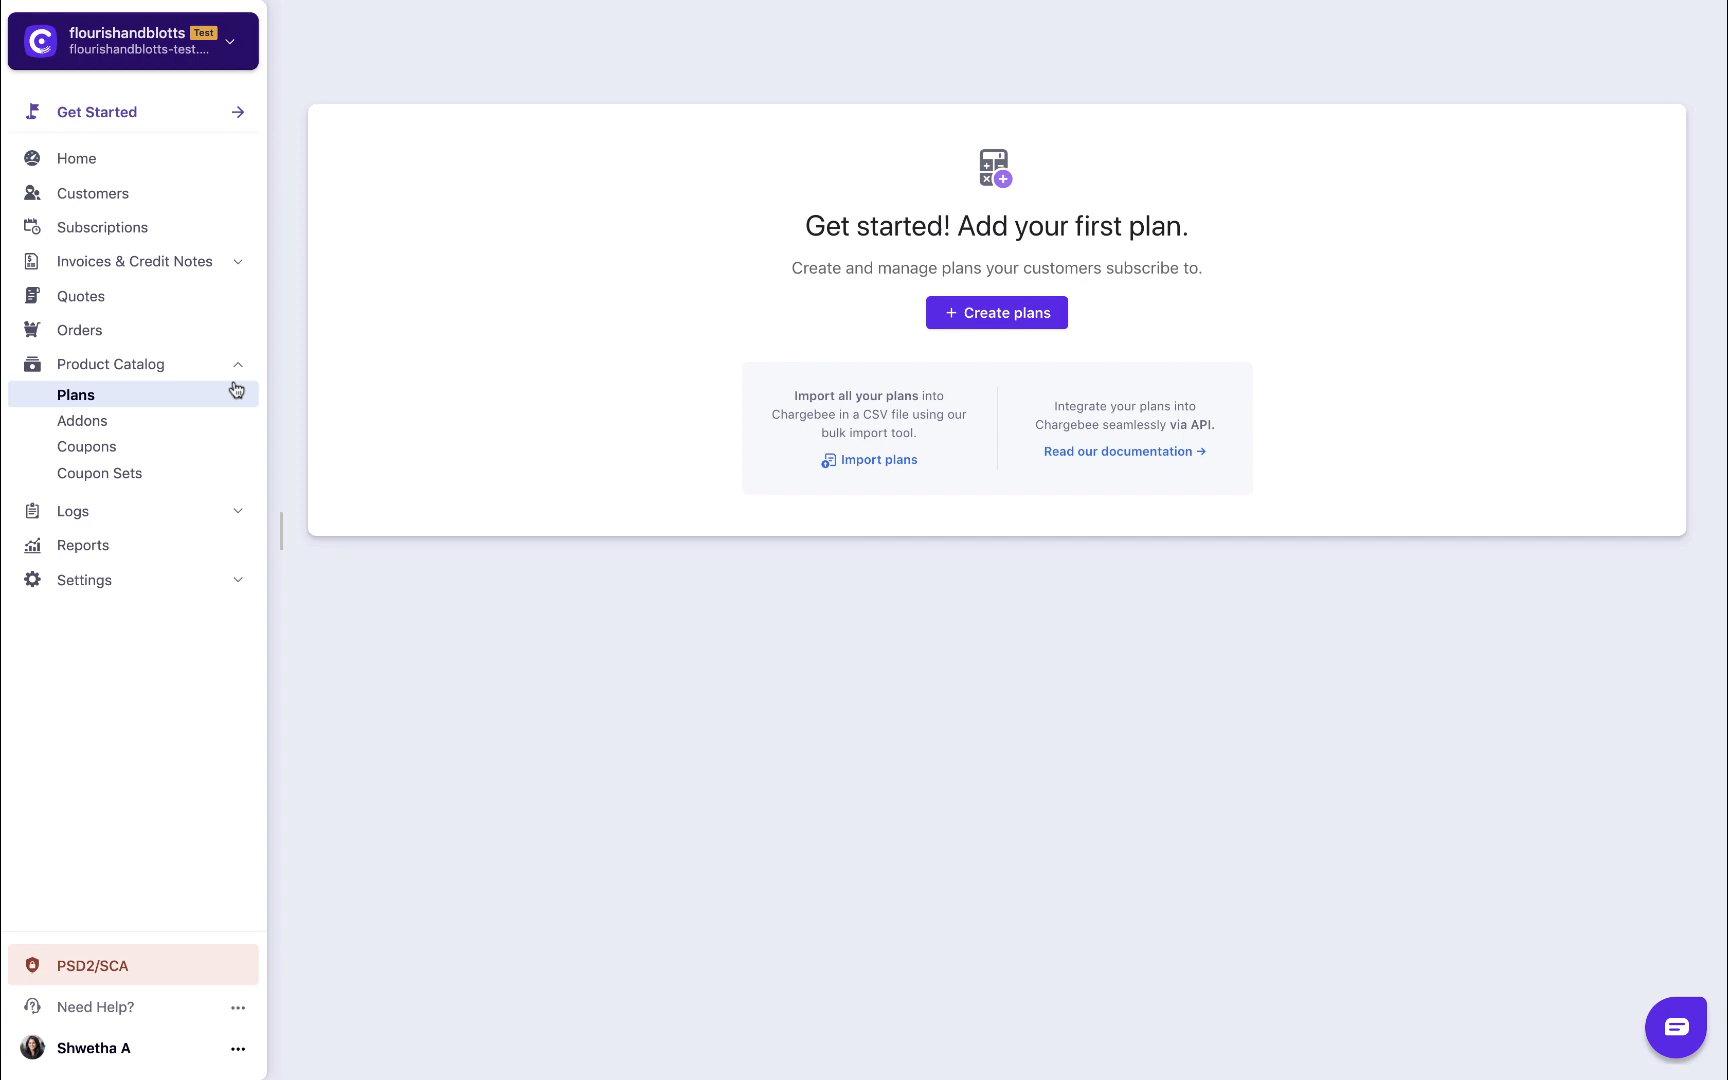 flourishandblotts Test
flourishandblotts-test....
Get Started
Home
Customers
Subscriptions
Invoices & Credit Notes
Quotes
Orders
Product Catalog
Plans
Addons
Coupons
Coupon Sets
Logs
Reports
Settings
PSD2/SCA
Need Help?
Shwetha A
Get started! Add your first plan.
Create and manage plans your customers subscribe to.
+ Create plans
Import all your plans into
Chargebee in a CSV file using our
bulk import tool.
Import plans
Integrate your plans into
Chargebee seamlessly via API.
Read our documentation →